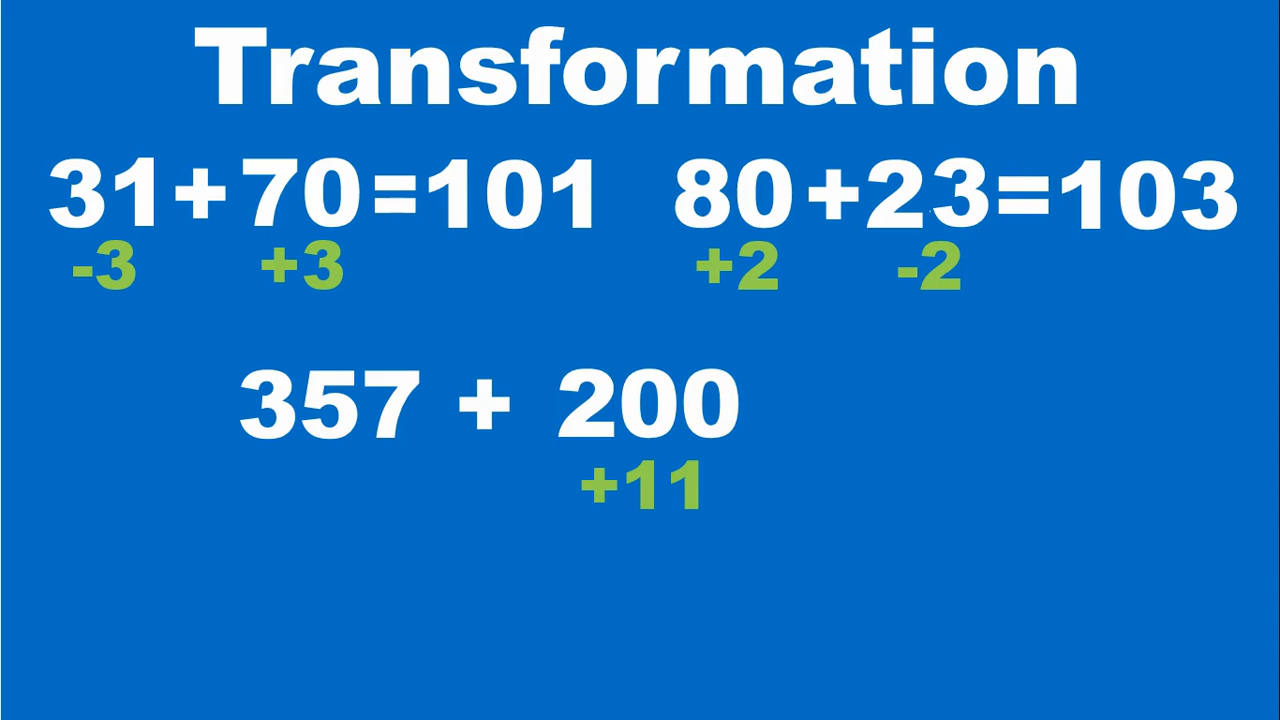 Transformation
31+70=101 80+23=103
-3 +3 +2 -2
357 + 200
+11